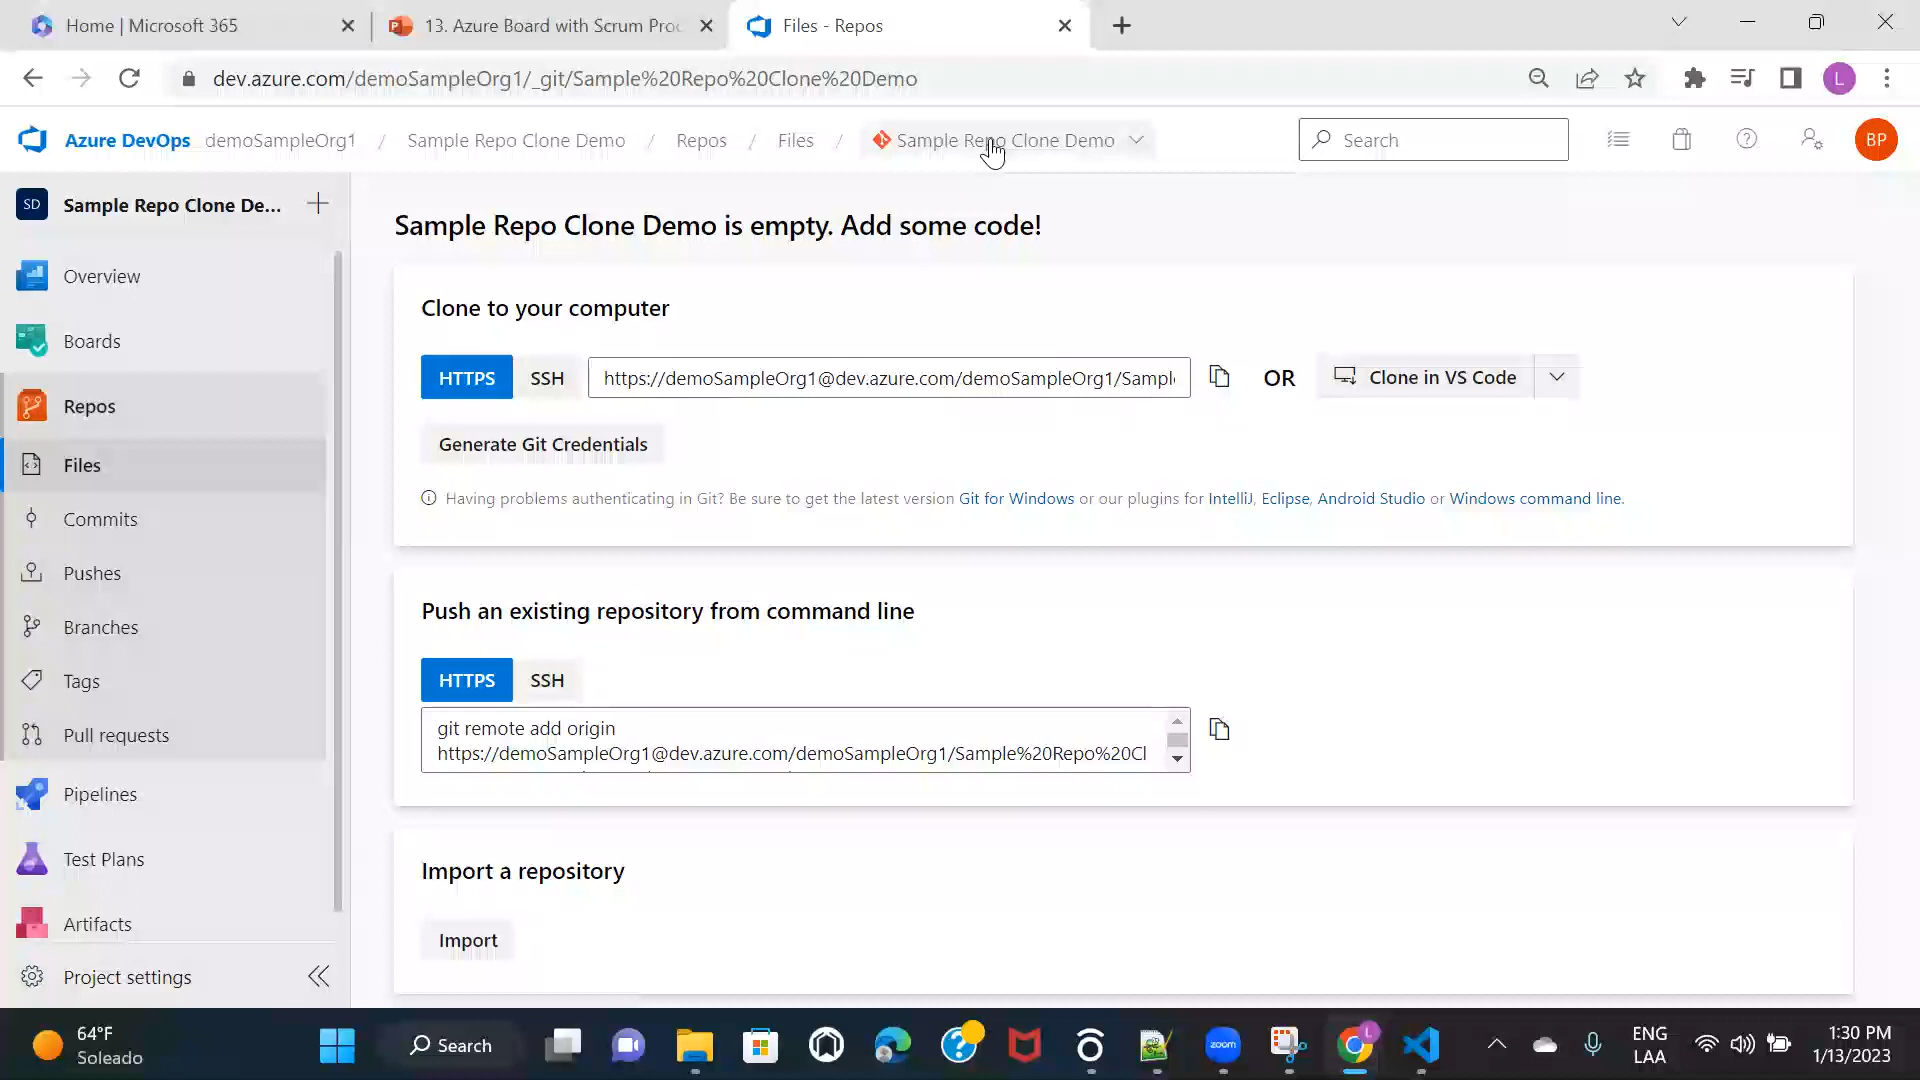 Home | Microsoft 365
13. Azure Board with Scrum Proc
Files - Repos
dev.azure.com/demoSampleOrg1/_git/Sample%20Repo%20Clone%20Demo
L
Azure DevOps demoSampleOrg1 / Sample Repo Clone Demo / Repos / Files / Sample Repo Clone Demo
Search
BP
SD Sample Repo Clone De...
Overview
Boards
Repos
Files
Commits
Pushes
Branches
Tags
Pull requests
Pipelines
Test Plans
Artifacts
Project settings
Sample Repo Clone Demo is empty. Add some code!
Clone to your computer
HTTPS SSH https://demoSampleOrg1@dev.azure.com/demoSampleOrg1/Sampl OR Clone in VS Code
Generate Git Credentials
Having problems authenticating in Git? Be sure to get the latest version Git for Windows or our plugins for IntelliJ, Eclipse, Android Studio or Windows command line.
Push an existing repository from command line
HTTPS SSH
git remote add origin
https://demoSampleOrg1@dev.azure.com/demoSampleOrg1/Sample%20Repo%20Cl
Import a repository
Import
64°F
Soleado
Search
zoom
L
ENG
LAA
1:30 PM
1/13/2023